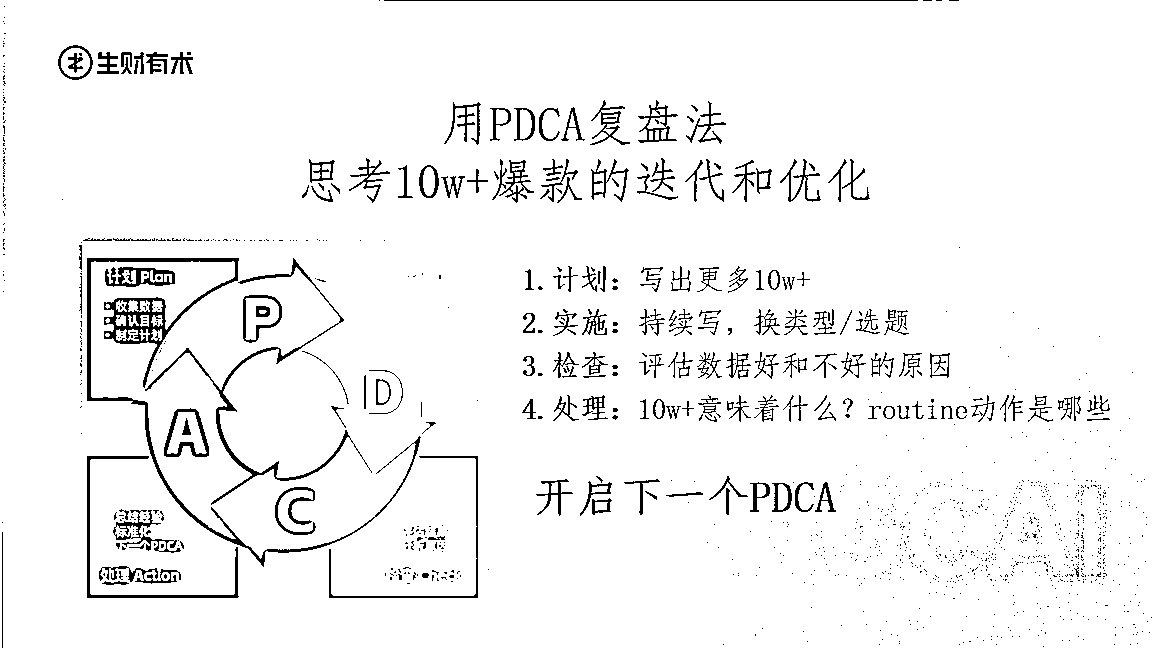 生财有术
用PDCA复盘法
思考10w+爆款的迭代和优化
计划 Plan
• 收集数据
• 确认目标
• 制定计划
P
D
A
C
总结经验
标准化
下一个PDCA
处理 Action
1.计划：写出更多10w+
2.实施：持续写，换类型/选题
3.检查：评估数据好和不好的原因
4.处理：10w+意味着什么？routine动作是哪些
开启下一个PDCA
CAI